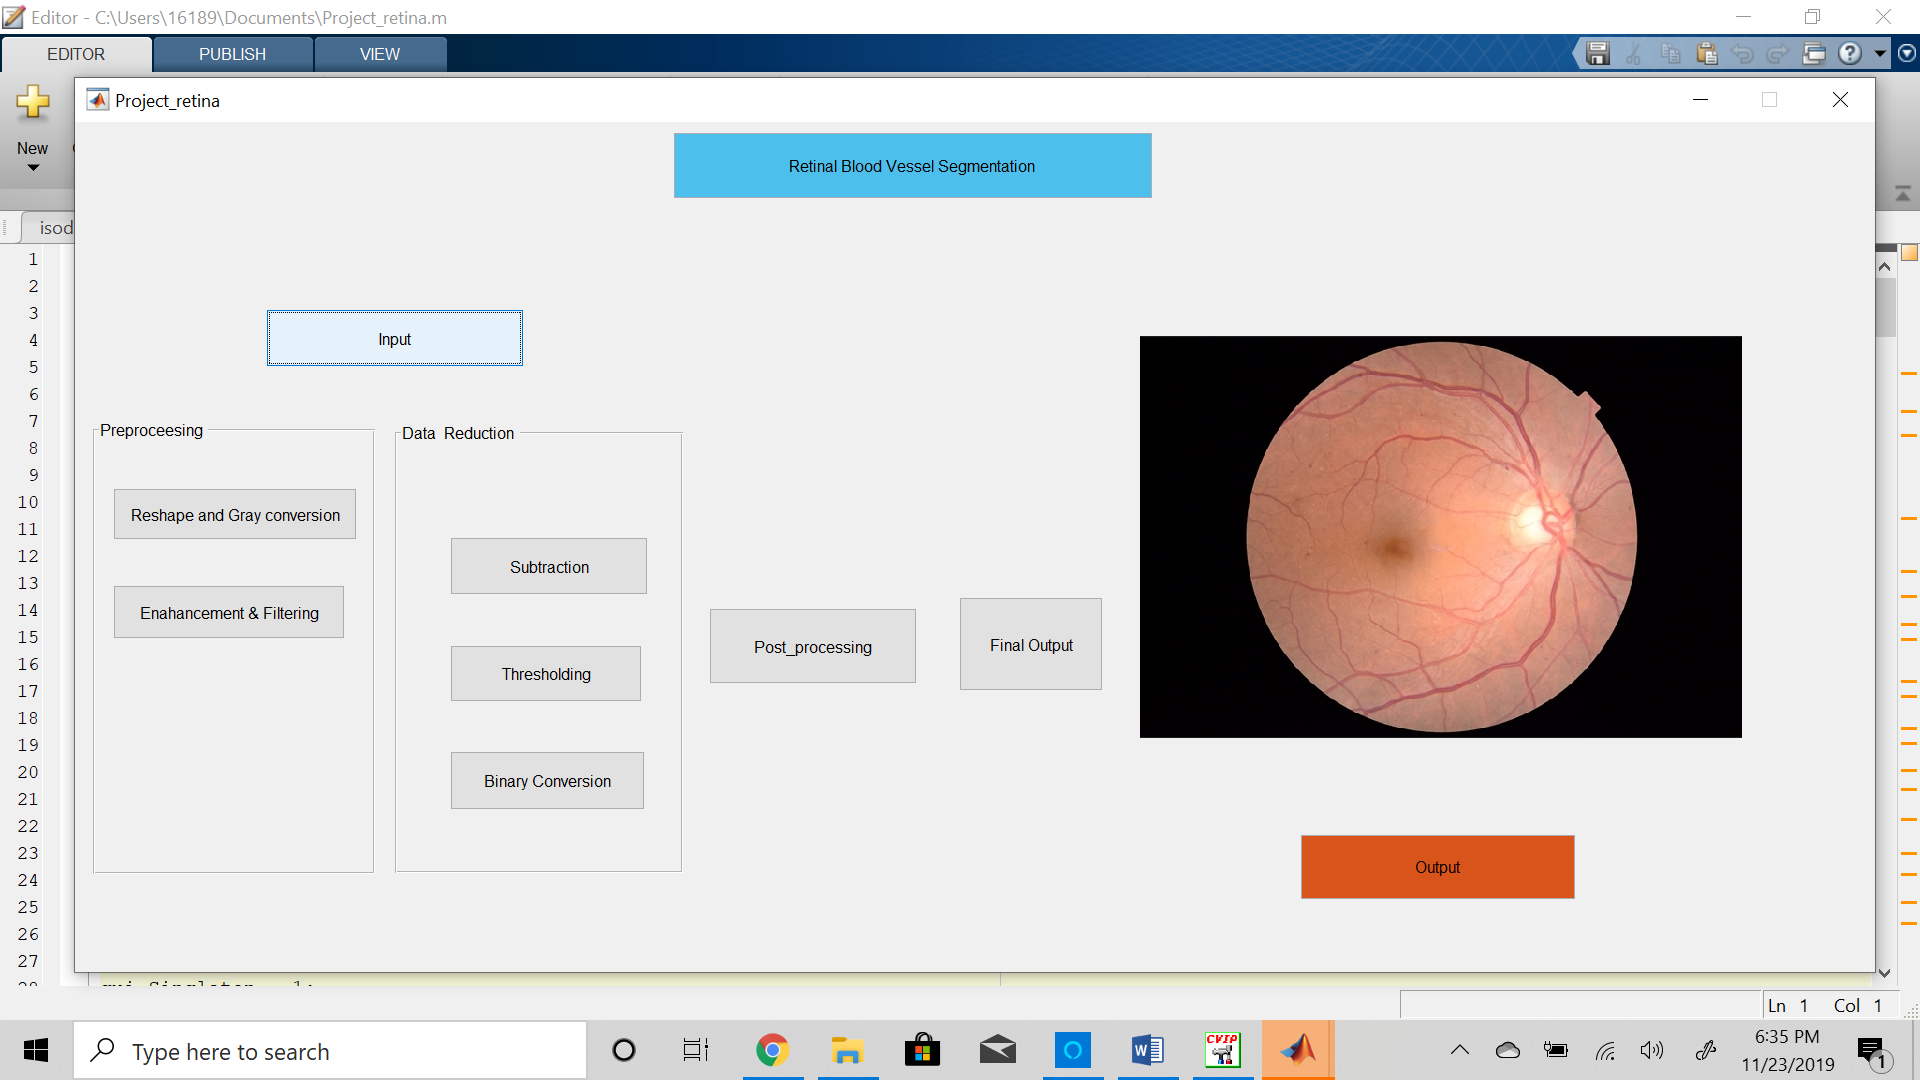 Editor - C:\Users\16189\Documents\Project_retina.m
EDITOR
PUBLISH
VIEW
New
Project_retina
Retinal Blood Vessel Segmentation
isod
Input
Preproceesing
Reshape and Gray conversion
Enahancement & Filtering
Data Reduction
Subtraction
Thresholding
Binary Conversion
Post_processing
Final Output
Output
1
2
3
4
5
6
7
8
9
10
11
12
13
14
15
16
17
18
19
20
21
22
23
24
25
26
27
Ln 1 Col 1
Type here to search
CVIP
6:35 PM
11/23/2019
1